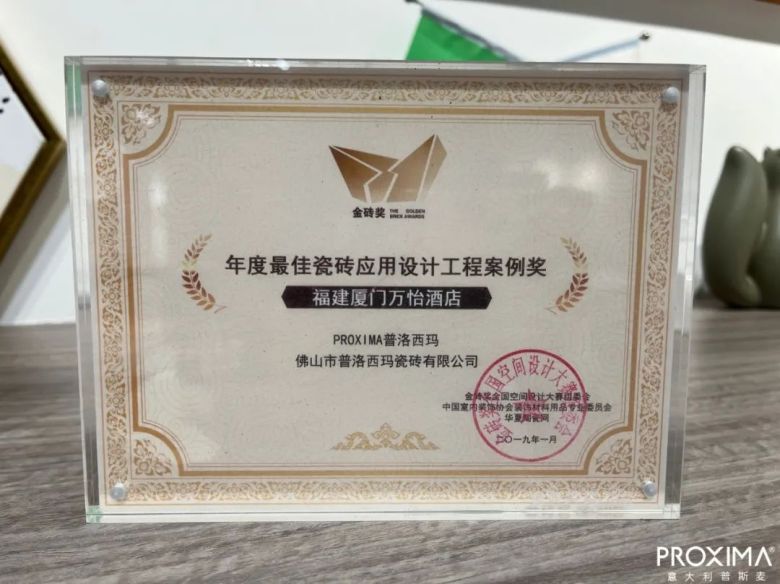 金砖奖 THE GOLDEN
BRICK AWARDS
年度最佳瓷砖应用设计工程案例奖
福建厦门万怡酒店
PROXIMA普洛西玛
佛山市普洛西玛瓷砖有限公司
金砖奖全国空间设计大赛组委会
中国室内装饰协会装饰材料用品专业委员会
华夏陶瓷网
二〇一九年一月
PROXIMA®
意大利普斯麦